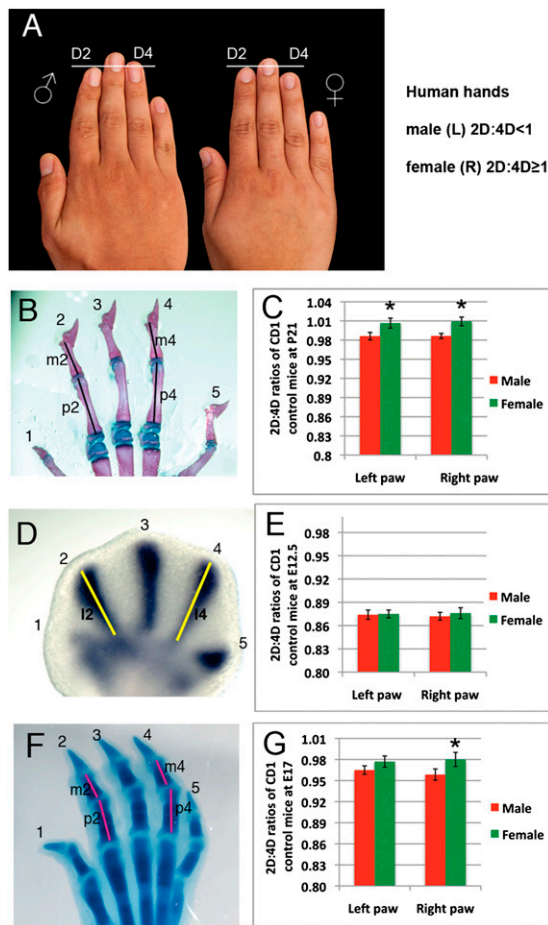 A
D2 D4
D2 D4
♂
♀
Human hands
male (L) 2D:4D<1
female (R) 2D:4D≥1
B
1
2
3
4
5
m2
m4
p2
p4
C
2D:4D ratios of CD1
control mice at P21
1.04
1.01
0.98
0.95
0.92
0.89
0.86
0.83
0.8
*
*
Male
Female
Left paw Right paw
D
1
2
3
4
5
l2
l4
E
2D:4D ratios of CD1
control mice at E12.5
0.98
0.95
0.92
0.89
0.86
0.83
0.80
Male
Female
Left paw Right paw
F
1
2
3
4
5
m2
m4
p2
p4
G
2D:4D ratios of CD1
control mice at E17
1.01
0.98
0.95
0.92
0.89
0.86
0.83
0.80
*
Male
Female
Left paw Right paw